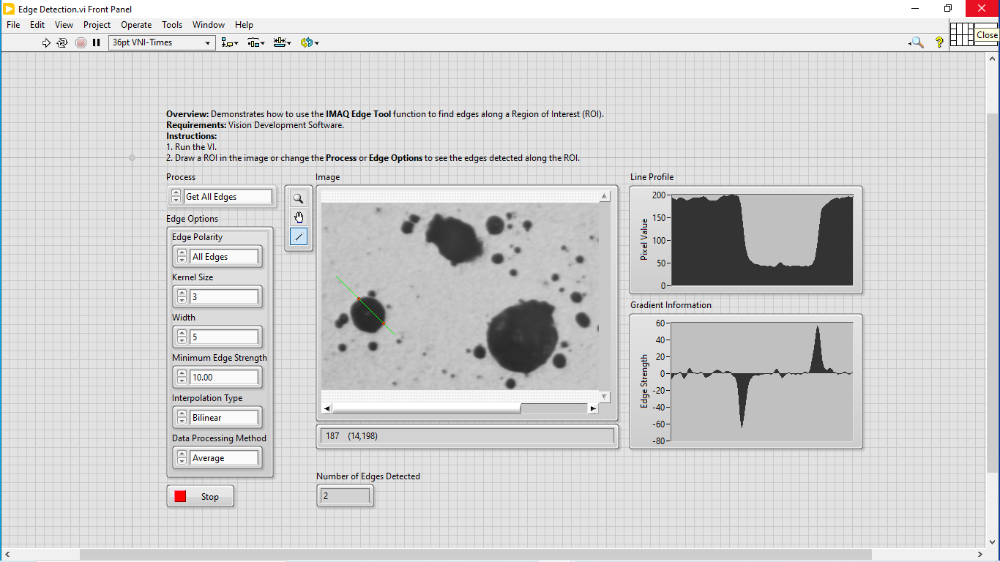 Edge Detection.vi Front Panel
File Edit View Project Operate Tools Window Help
36pt VNI-Times
Close
Overview: Demonstrates how to use the IMAQ Edge Tool function to find edges along a Region of Interest (ROI).
Requirements: Vision Development Software.
Instructions:
1. Run the VI.
2. Draw a ROI in the image or change the Process or Edge Options to see the edges detected along the ROI.
Process
Get All Edges
Edge Options
Edge Polarity
All Edges
Kernel Size
3
Width
5
Minimum Edge Strength
10.00
Interpolation Type
Bilinear
Data Processing Method
Average
Stop
Image
187 (14,198)
Number of Edges Detected
2
Line Profile
Pixel Value
200
150
100
50
0
Gradient Information
Edge Strength
60
40
20
0
-20
-40
-60
-80